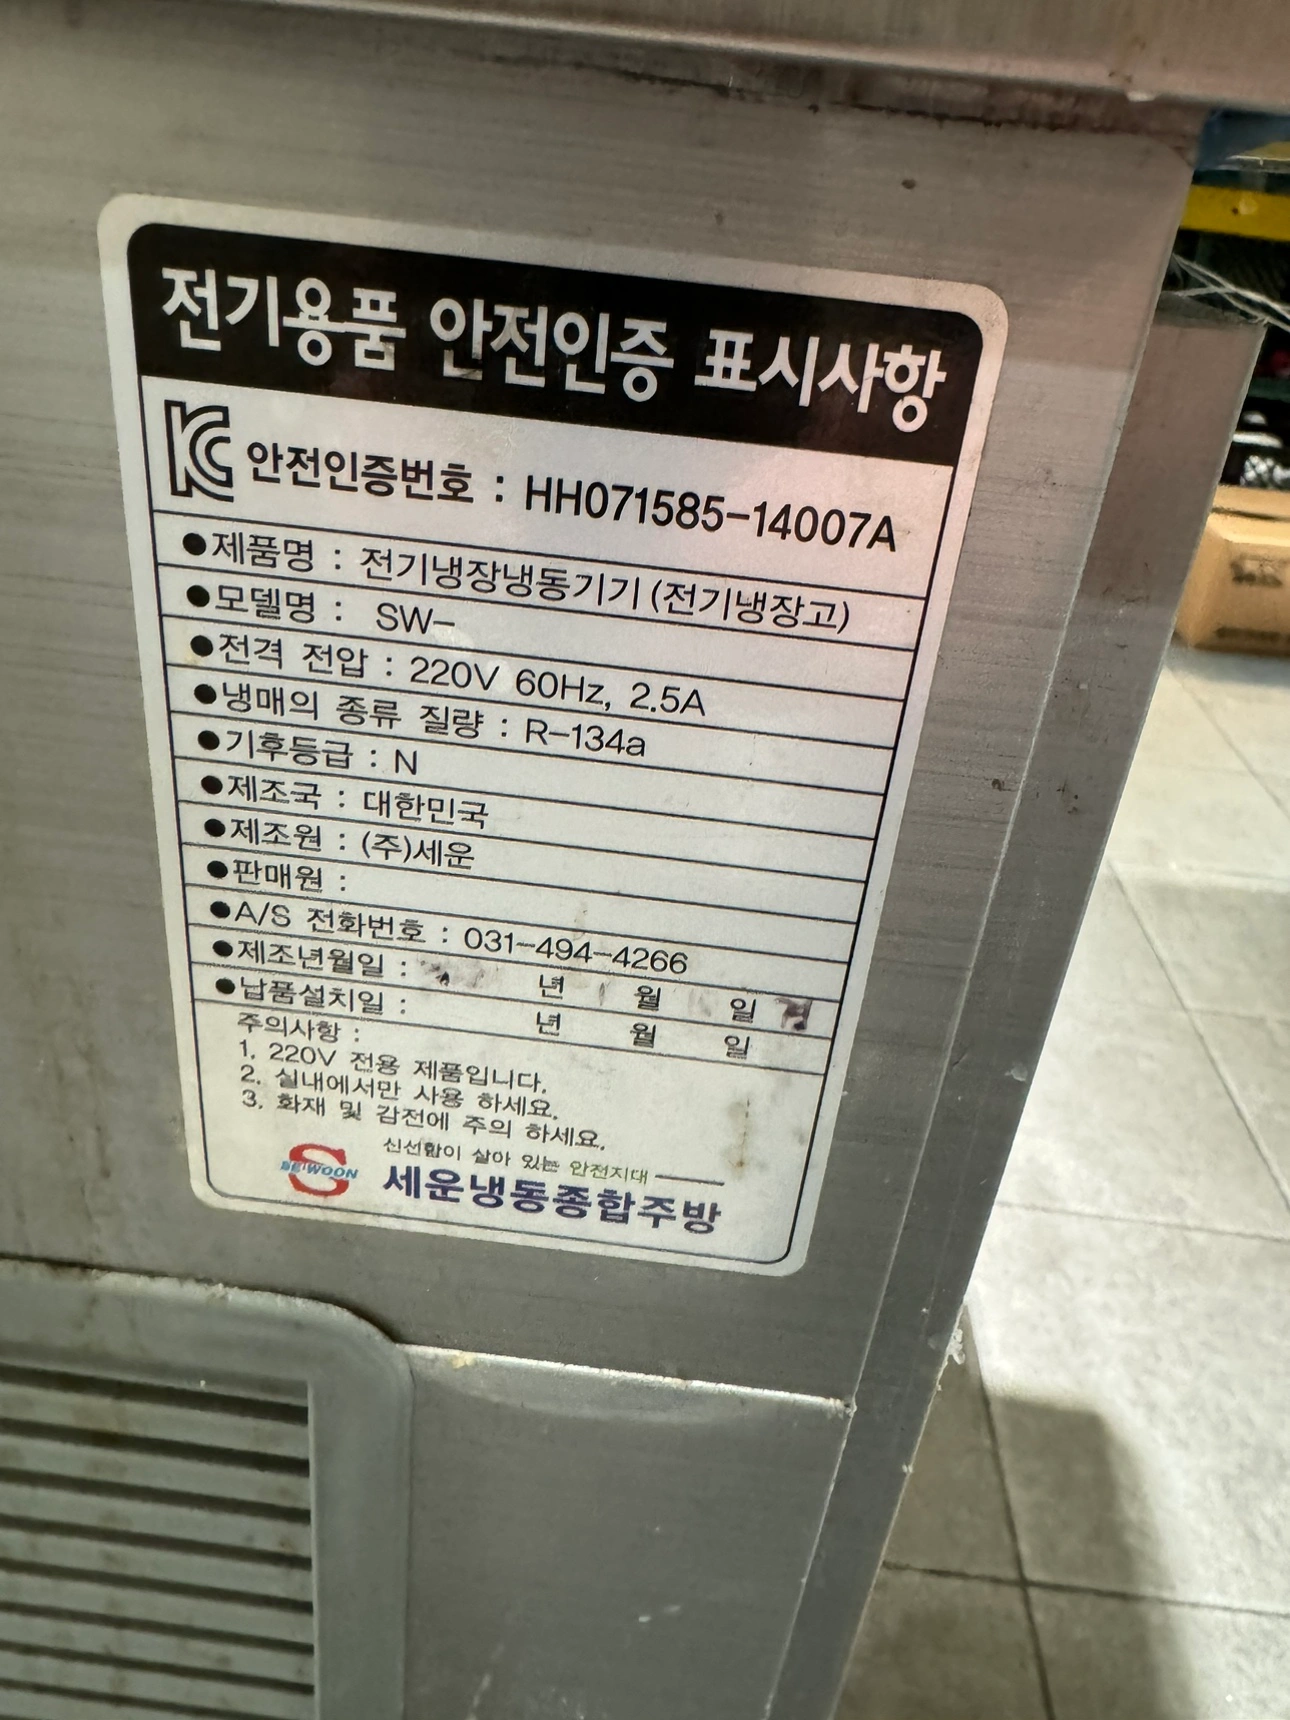 전기용품 안전인증 표시사항
KC 안전인증번호 : HH071585-14007A
●제품명 : 전기냉장냉동기기(전기냉장고)
●모델명 : SW-
●전격 전압 : 220V 60Hz, 2.5A
●냉매의 종류 질량 : R-134a
●기후등급 : N
●제조국 : 대한민국
●제조원 : (주)세운
●판매원 :
●A/S 전화번호 : 031-494-4266
●제조년월일 : 년 월 일
●납품설치일 : 년 월 일
주의사항 :
1. 220V 전용 제품입니다.
2. 실내에서만 사용 하세요.
3. 화재 및 감전에 주의 하세요.
신선함이 살아 있는 안전지대
SEWOON 세운냉동종합주방